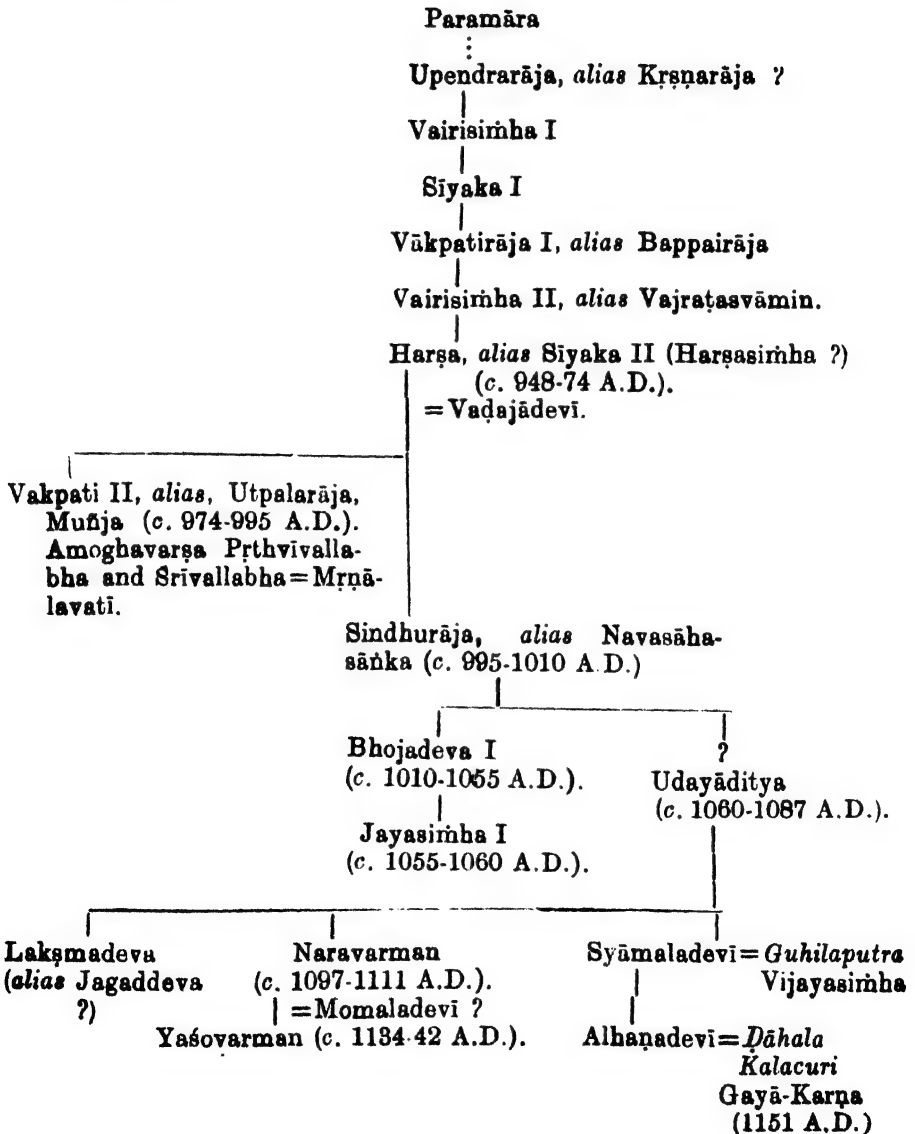 Paramāra
Upendrarāja, alias Kṛṣṇarāja ?
Vairisiṁha I
Sīyaka I
Vākpatirāja I, alias Bappairāja
Vairisiṁha II, alias Vajraṭasvāmin.
Harṣa, alias Sīyaka II (Harṣasiṁha ?)
(c. 948-74 A.D.).
=Vaḍajādevī.
Vakpati II, alias, Utpalarāja,
Muñja (c. 974-995 A.D.).
Amoghavarṣa Pṛthvīvalla-
bha and Srīvallabha=Mṛṇā-
lavatī.
Sindhurāja, alias Navasāha-
sāṅka (c. 995-1010 A.D.)
Bhojadeva I
(c. 1010-1055 A.D.).
?
Udayāditya
(c. 1060-1087 A.D.).
Jayasiṁha I
(c. 1055-1060 A.D.).
Lakṣmadeva
(alias Jagaddeva
?)
Naravarman
(c. 1097-1111 A.D.).
=Momaladevī ?
Yaśovarman (c. 1134-42 A.D.).
Syāmaladevī=Guhilaputra
Vijayasiṁha
Alhaṇadevī=Ḍāhala
Kalacuri
Gayā-Karṇa
(1151 A.D.)